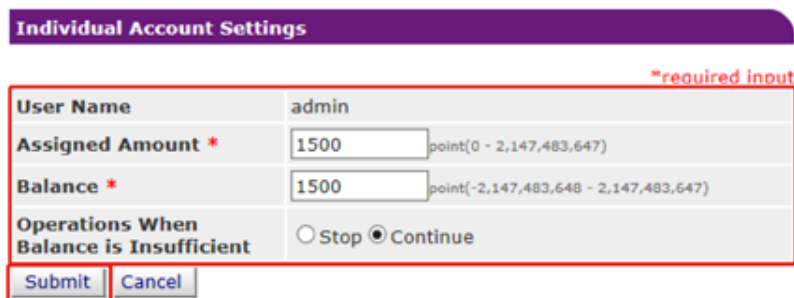 Individual Account Settings
*required input
User Name admin
Assigned Amount * 1500 point(0 - 2,147,483,647)
Balance * 1500 point(-2,147,483,648 - 2,147,483,647)
Operations When
Balance is Insufficient Stop Continue
Submit Cancel